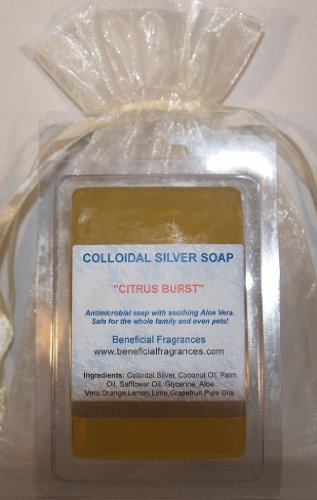 COLLOIDAL SILVER SOAP
"CITRUS BURST"
Antimicrobial soap with soothing Aloe Vera.
Safe for the whole family and even pets!
Beneficial Fragrances
www.beneficialfragrances.com
Ingredients: Colloidal Silver, Coconut Oil, Palm
Oil, Safflower Oil, Glycerine, Aloe
Vera,Orange,Lemon,Lime,Grapefruit Pure Oils